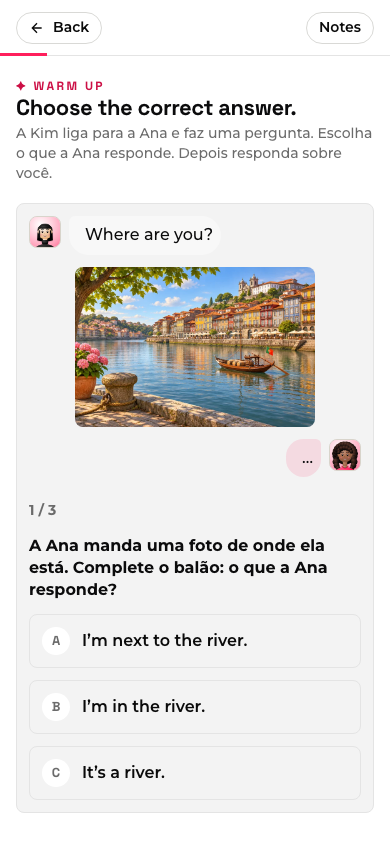 Back
Notes
WARM UP
Choose the correct answer.
A Kim liga para a Ana e faz uma pergunta. Escolha
o que a Ana responde. Depois responda sobre
você.
Where are you?
...
1 / 3
A Ana manda uma foto de onde ela
está. Complete o balão: o que a Ana
responde?
A I’m next to the river.
B I’m in the river.
C It’s a river.